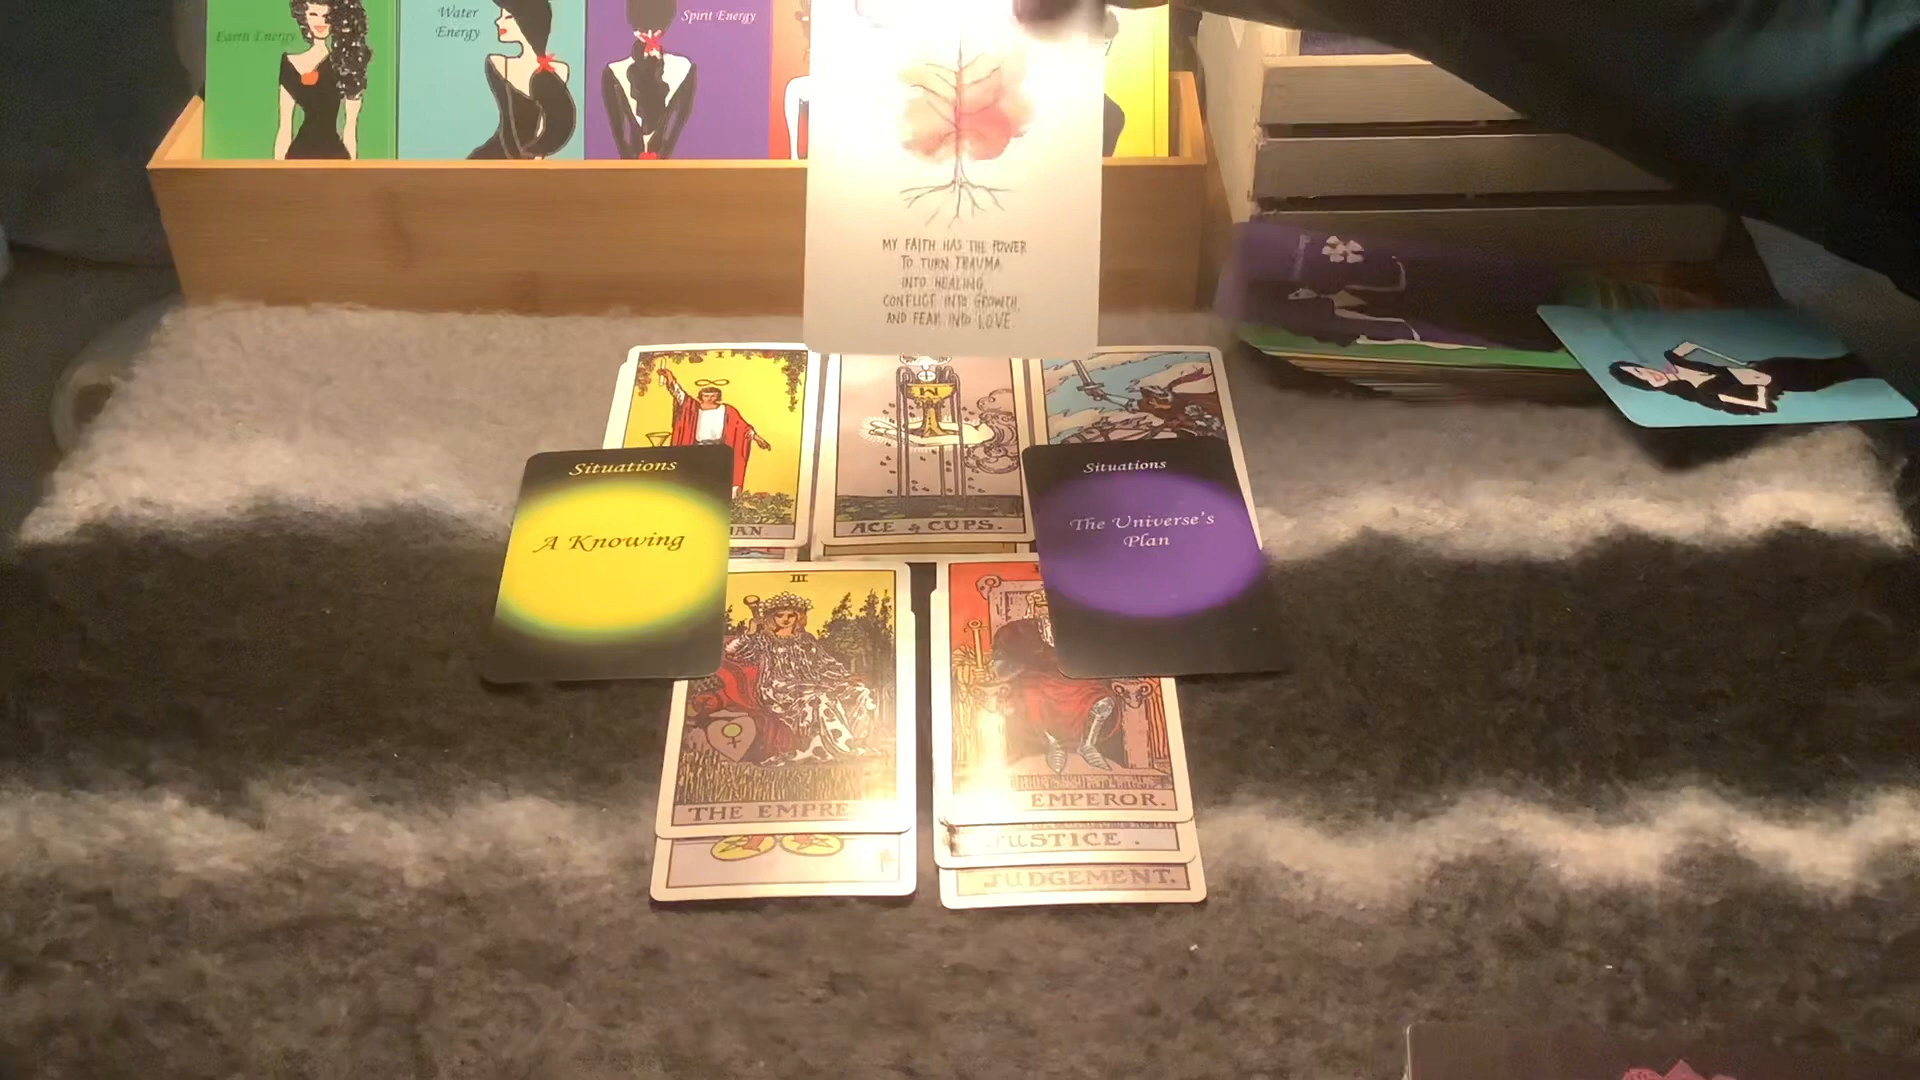 Earth Energy
Water
Energy
Spirit Energy
MY FAITH HAS THE POWER
TO TURN TRAUMA
INTO HEALING,
CONFLICT INTO GROWTH,
AND FEAR INTO LOVE.
I
Situations
A Knowing
IAN
M
ACE of CUPS.
Situations
The Universe's
Plan
III
THE EMPRE
EMPEROR.
JUSTICE .
JUDGEMENT.